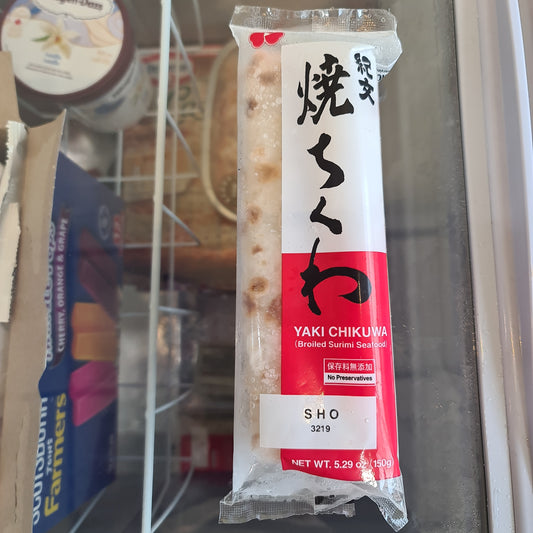 紀文
焼ちくわ
YAKI CHIKUWA
(Broiled Surimi Seafood)
保存料無添加
No Preservatives
SHO
3219
NET WT. 5.29 oz (150g)
CHERRY, ORANGE & GRAPE
Farmers